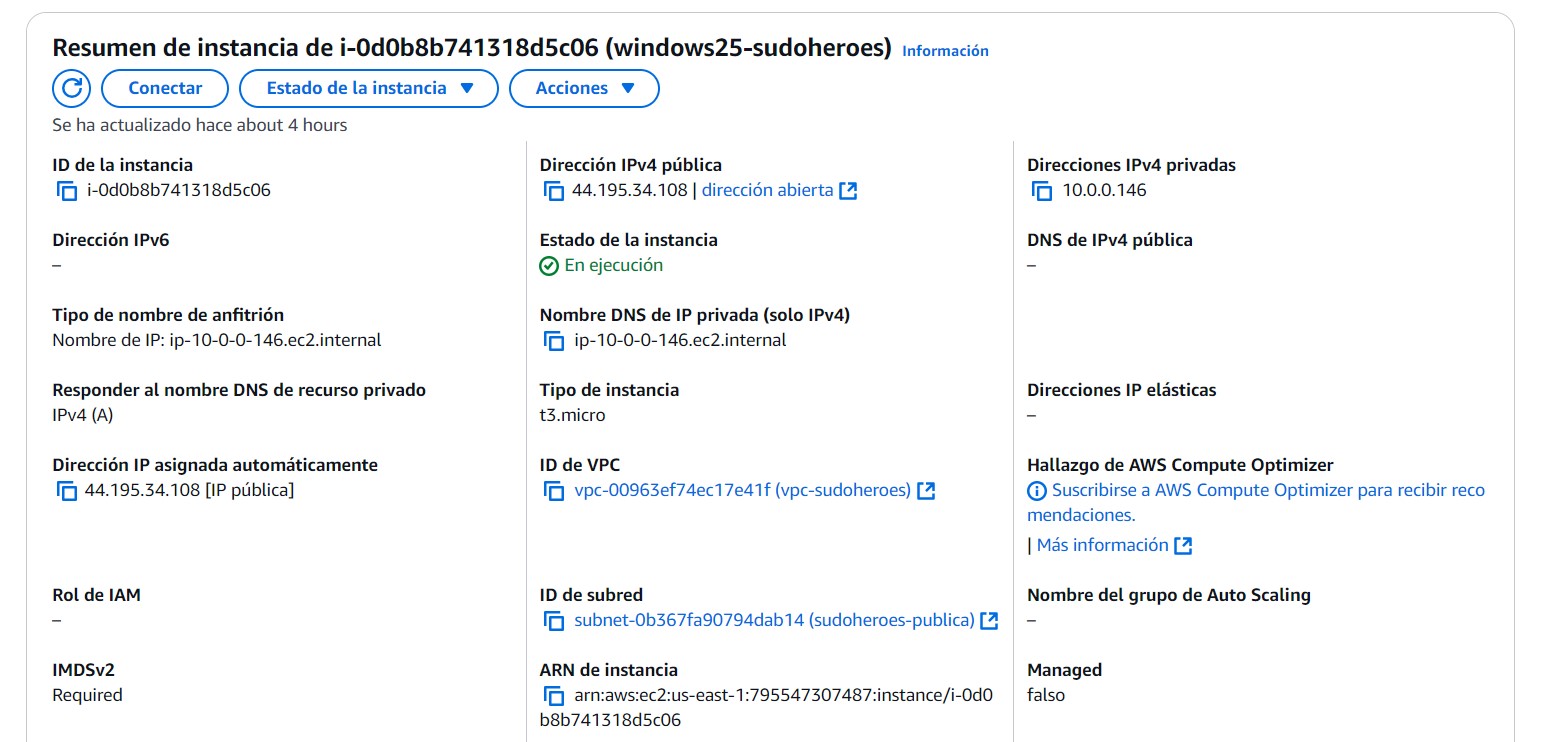 Resumen de instancia de i-0d0b8b741318d5c06 (windows25-sudoheroes) Información
Conectar
Estado de la instancia
Acciones
Se ha actualizado hace about 4 hours
ID de la instancia
i-0d0b8b741318d5c06
Dirección IPv4 pública
44.195.34.108 | dirección abierta
Direcciones IPv4 privadas
10.0.0.146
Dirección IPv6
–
Estado de la instancia
En ejecución
DNS de IPv4 pública
–
Tipo de nombre de anfitrión
Nombre de IP: ip-10-0-0-146.ec2.internal
Nombre DNS de IP privada (solo IPv4)
ip-10-0-0-146.ec2.internal
Responder al nombre DNS de recurso privado
IPv4 (A)
Tipo de instancia
t3.micro
Direcciones IP elásticas
–
Dirección IP asignada automáticamente
44.195.34.108 [IP pública]
ID de VPC
vpc-00963ef74ec17e41f (vpc-sudoheroes)
Hallazgo de AWS Compute Optimizer
Suscribirse a AWS Compute Optimizer para recibir reco
mendaciones.
| Más información
Rol de IAM
–
ID de subred
subnet-0b367fa90794dab14 (sudoheroes-publica)
Nombre del grupo de Auto Scaling
–
IMDSv2
Required
ARN de instancia
arn:aws:ec2:us-east-1:795547307487:instance/i-0d0
b8b741318d5c06
Managed
falso